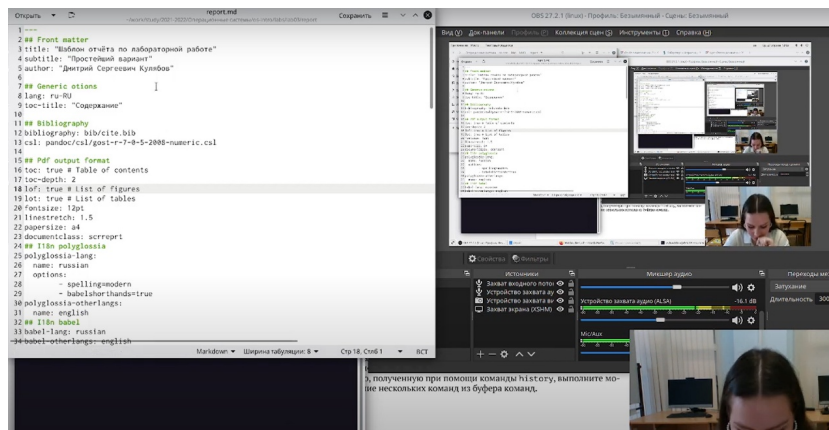 Открыть
report.md
Сохранить
1 ----
2 ## Front matter
3 title: "Шаблон отчёта по лабораторной работе"
4 subtitle: "Простейший вариант"
5 author: "Дмитрий Сергеевич Кулябов"
6
7 ## Generic otions
8 lang: ru-RU
9 toc-title: "Содержание"
10
11 ## Bibliography
12 bibliography: bib/cite.bib
13 csl: pandoc/csl/gost-r-7-0-5-2008-numeric.csl
14
15 ## Pdf output format
16 toc: true # Table of contents
17 toc-depth: 2
18 lof: true # List of figures
19 lot: true # List of tables
20 fontsize: 12pt
21 linestretch: 1.5
22 papersize: a4
23 documentclass: scrreprt
24 ## I18n polyglossia
25 polyglossia-lang:
26 name: russian
27 options:
28 - spelling=modern
29 - babelshorthands=true
30 polyglossia-otherlangs:
31 name: english
32 ## I18n babel
33 babel-lang: russian
34 babel-otherlangs: english
Markdown Ширина табуляции: 8 Стр 18, Стлб 1 ВСТ
OBS 27.2.1 (linux) - Профиль: Безымянный - Сцены: Безымянный
Вид (V) Док-панели Профиль (P) Коллекция сцен (S) Инструменты (T) Справка (H)
Свойства Фильтры
Источники
Захват входного пото
Устройство захвата ау
Устройство захвата ви
Захват экрана (XSHM)
Микшер аудио
Устройство захвата аудио (ALSA) -16.1 dB
Mic/Aux
Переходы ме
Затухание
Длительность 300
о, полученную при помощи команды history, выполните мо-
ие нескольких команд из буфера команд.